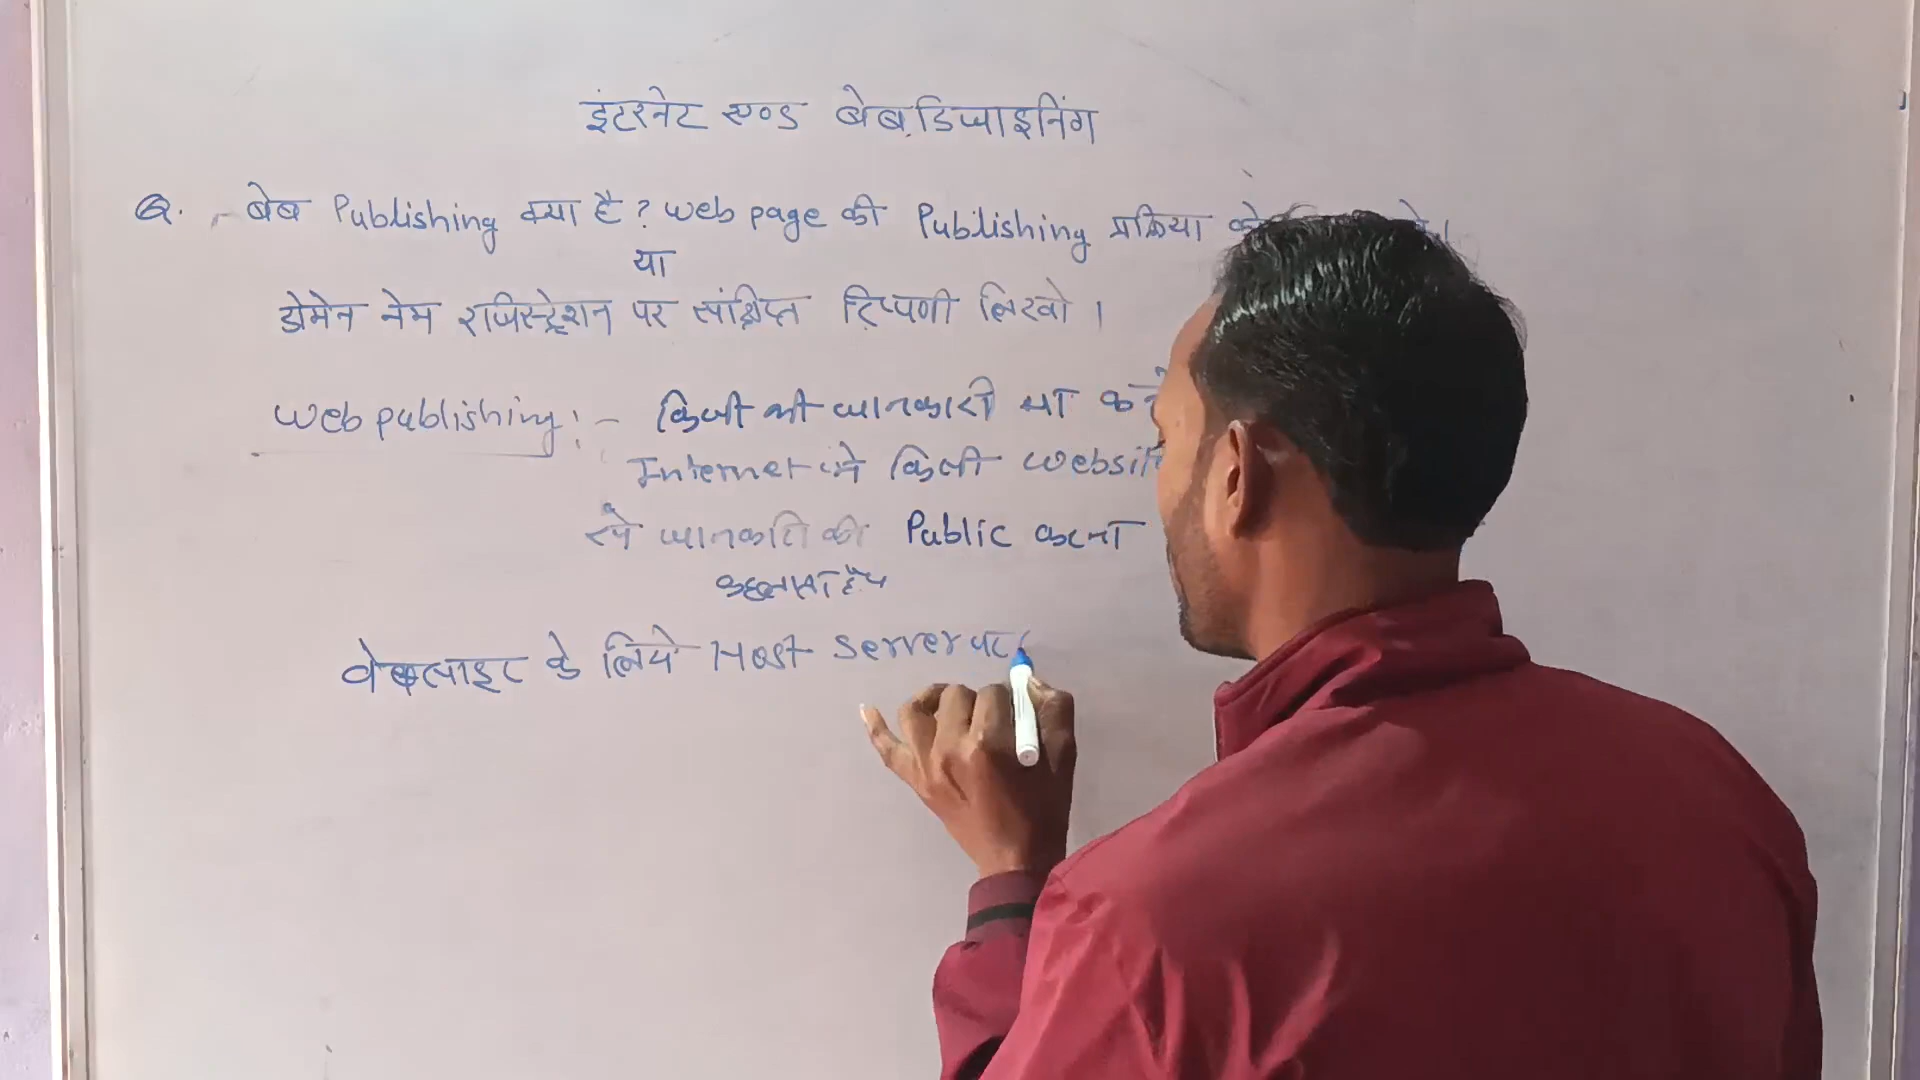 इंटरनेट एण्ड बेब डिजाइनिंग
Q. बेब Publishing क्या है? web page की Publishing प्रक्रिया
या
डोमेन नेम रजिस्ट्रेशन पर संक्षिप्त टिप्पणी लिखो ।
web publishing:- किसी भी जानकारी या
Internet में किसी
जानकारी की Public करना
कहलाता है।
वेबसाइट के लिये Host Server पर